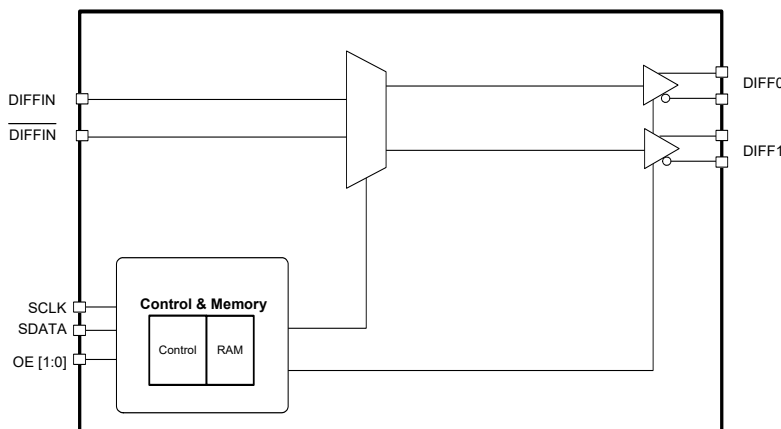 DIFFIN
DIFFIN
DIFF0
DIFF1
SCLK
SDATA
OE [1:0]
Control & Memory
Control
RAM